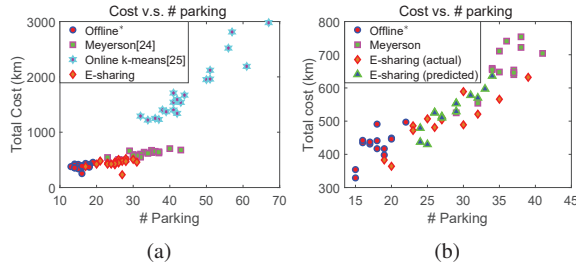 Cost v.s. # parking
Offline*
Meyerson[24]
Online k-means[25]
E-sharing
3000
2000
1000
500
0
Total Cost (km)
10 20 30 40 50 60 70
# Parking
(a)
Cost vs. # parking
Offline*
Meyerson
E-sharing (actual)
E-sharing (predicted)
800
700
600
500
400
300
Total cost (km)
15 20 25 30 35 40 45
# Parking
(b)